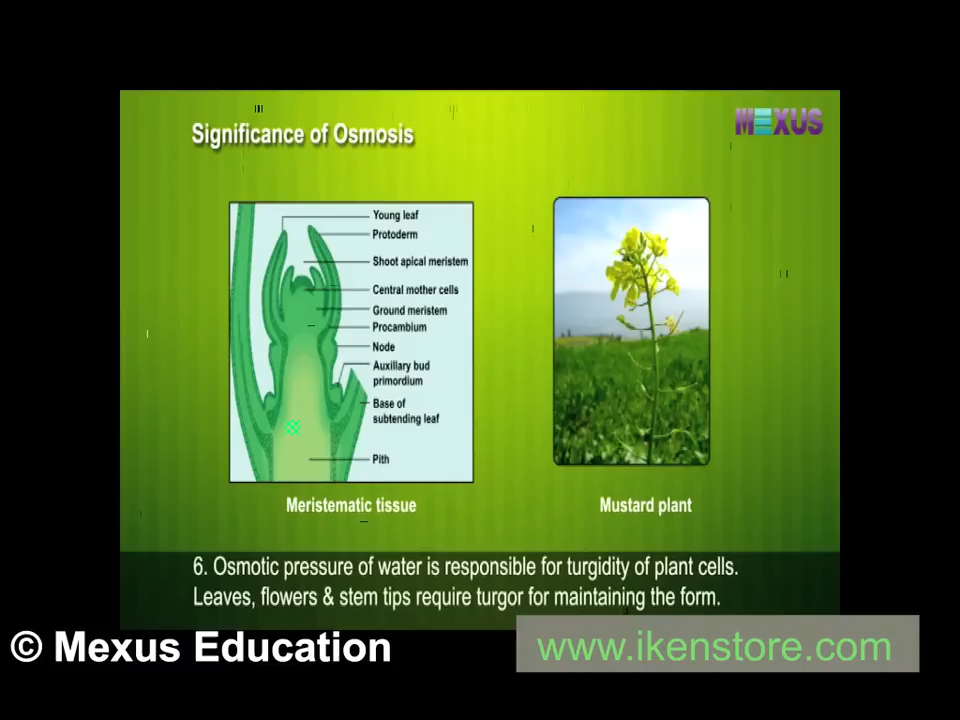 Significance of Osmosis
MEXUS
Young leaf
Protoderm
Shoot apical meristem
Central mother cells
Ground meristem
Procambium
Node
Auxillary bud
primordium
Base of
subtending leaf
Pith
Meristematic tissue
Mustard plant
6. Osmotic pressure of water is responsible for turgidity of plant cells.
Leaves, flowers & stem tips require turgor for maintaining the form.
© Mexus Education
www.ikenstore.com